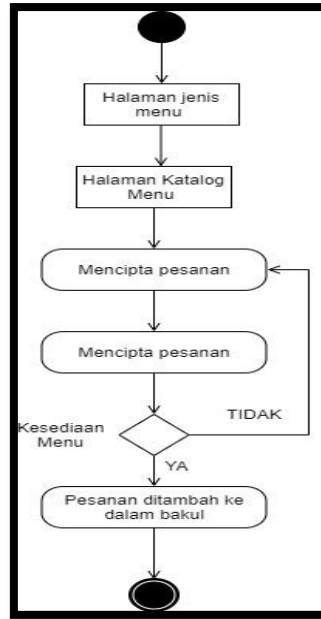 Halaman jenis
menu
Halaman Katalog
Menu
Mencipta pesanan
Mencipta pesanan
Kesediaan
Menu
TIDAK
YA
Pesanan ditambah ke
dalam bakul